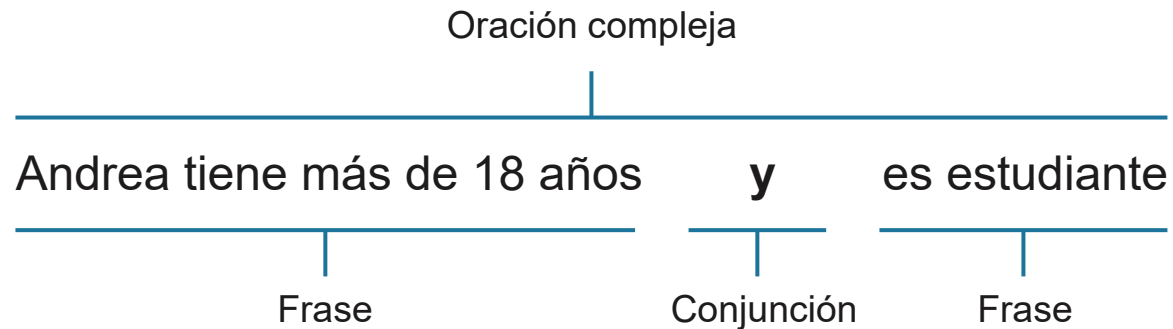 Oración compleja
Andrea tiene más de 18 años y es estudiante
Frase Conjunción Frase